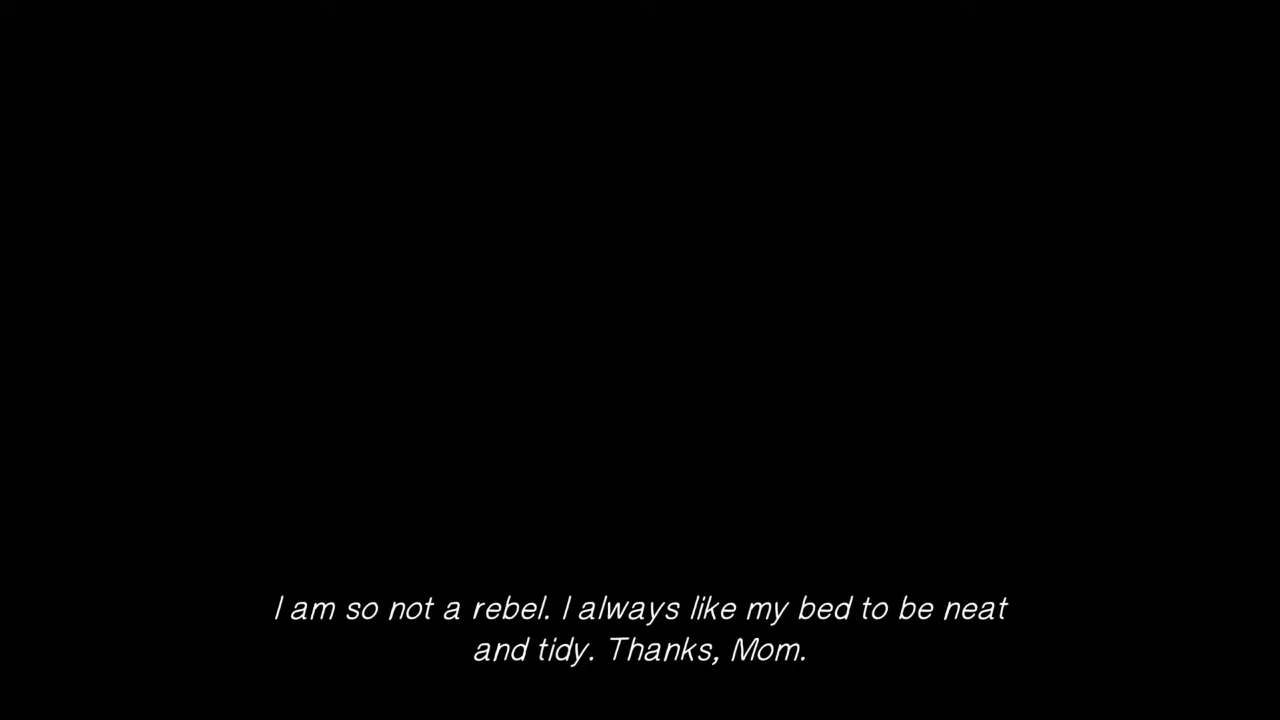 I am so not a rebel. I always like my bed to be neat
and tidy. Thanks, Mom.